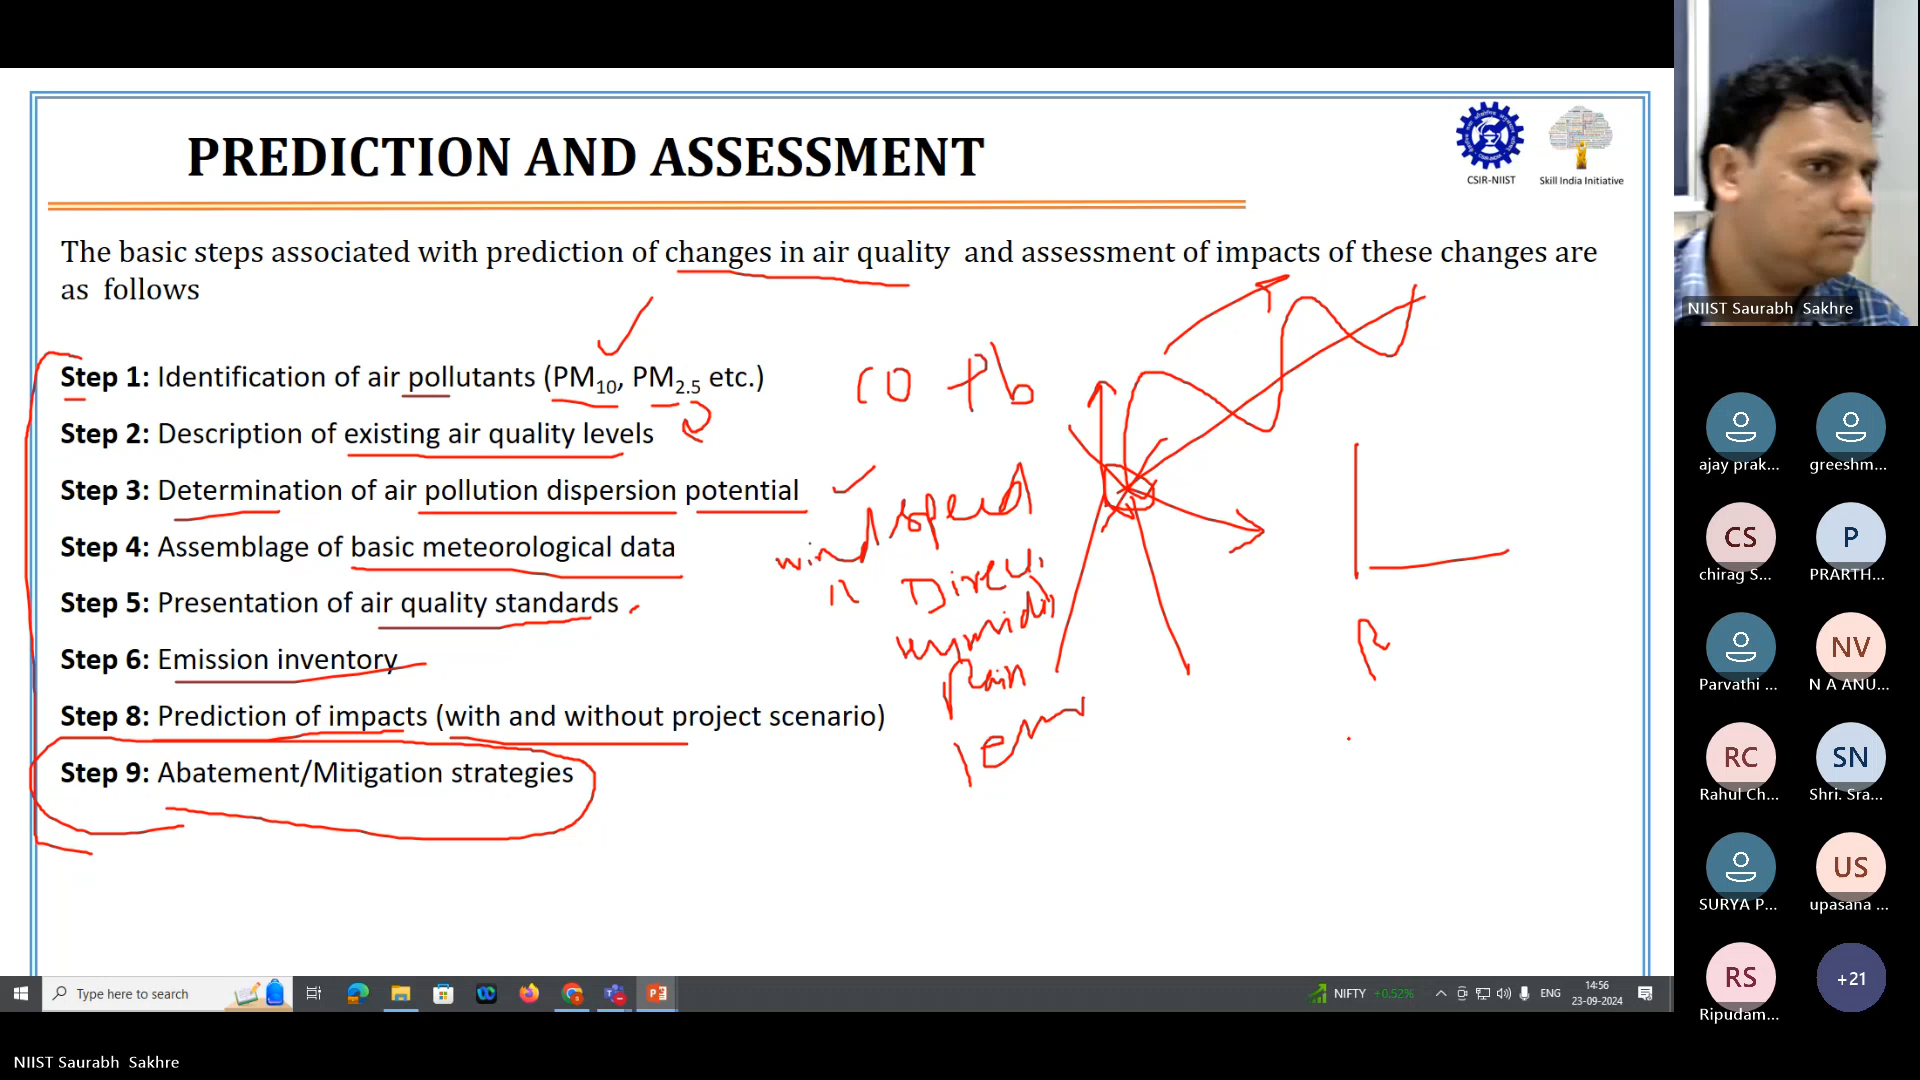 PREDICTION AND ASSESSMENT
CSIR-NIIST
Skill India Initiative
The basic steps associated with prediction of changes in air quality and assessment of impacts of these changes are
as follows
Step 1: Identification of air pollutants (PM10, PM2.5 etc.)
CO Pb
Step 2: Description of existing air quality levels
Step 3: Determination of air pollution dispersion potential
wind speed
Step 4: Assemblage of basic meteorological data
Step 5: Presentation of air quality standards
Step 6: Emission inventory
Rain
Step 8: Prediction of impacts (with and without project scenario)
Step 9: Abatement/Mitigation strategies
NIIST Saurabh Sakhre
ajay prak...
greeshm...
CS
chirag S...
P
PRARTH...
Parvathi ...
NV
N A ANU...
RC
Rahul Ch...
SN
Shri. Sra...
SURYA P...
US
upasana ...
RS
Ripudam...
+21
Type here to search
NIFTY +0.52%
ENG
14:56
23-09-2024
NIIST Saurabh Sakhre